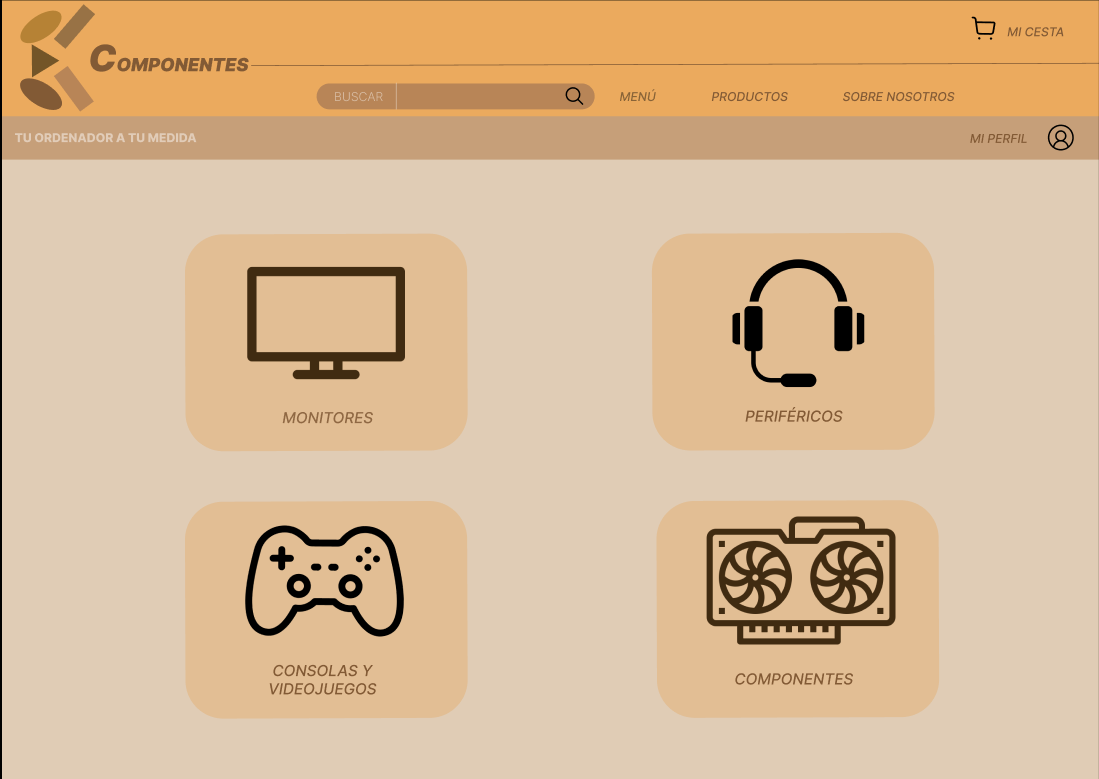 COMPONENTES
MI CESTA
BUSCAR
MENÚ
PRODUCTOS
SOBRE NOSOTROS
TU ORDENADOR A TU MEDIDA
MI PERFIL
MONITORES
PERIFÉRICOS
CONSOLAS Y
VIDEOJUEGOS
COMPONENTES